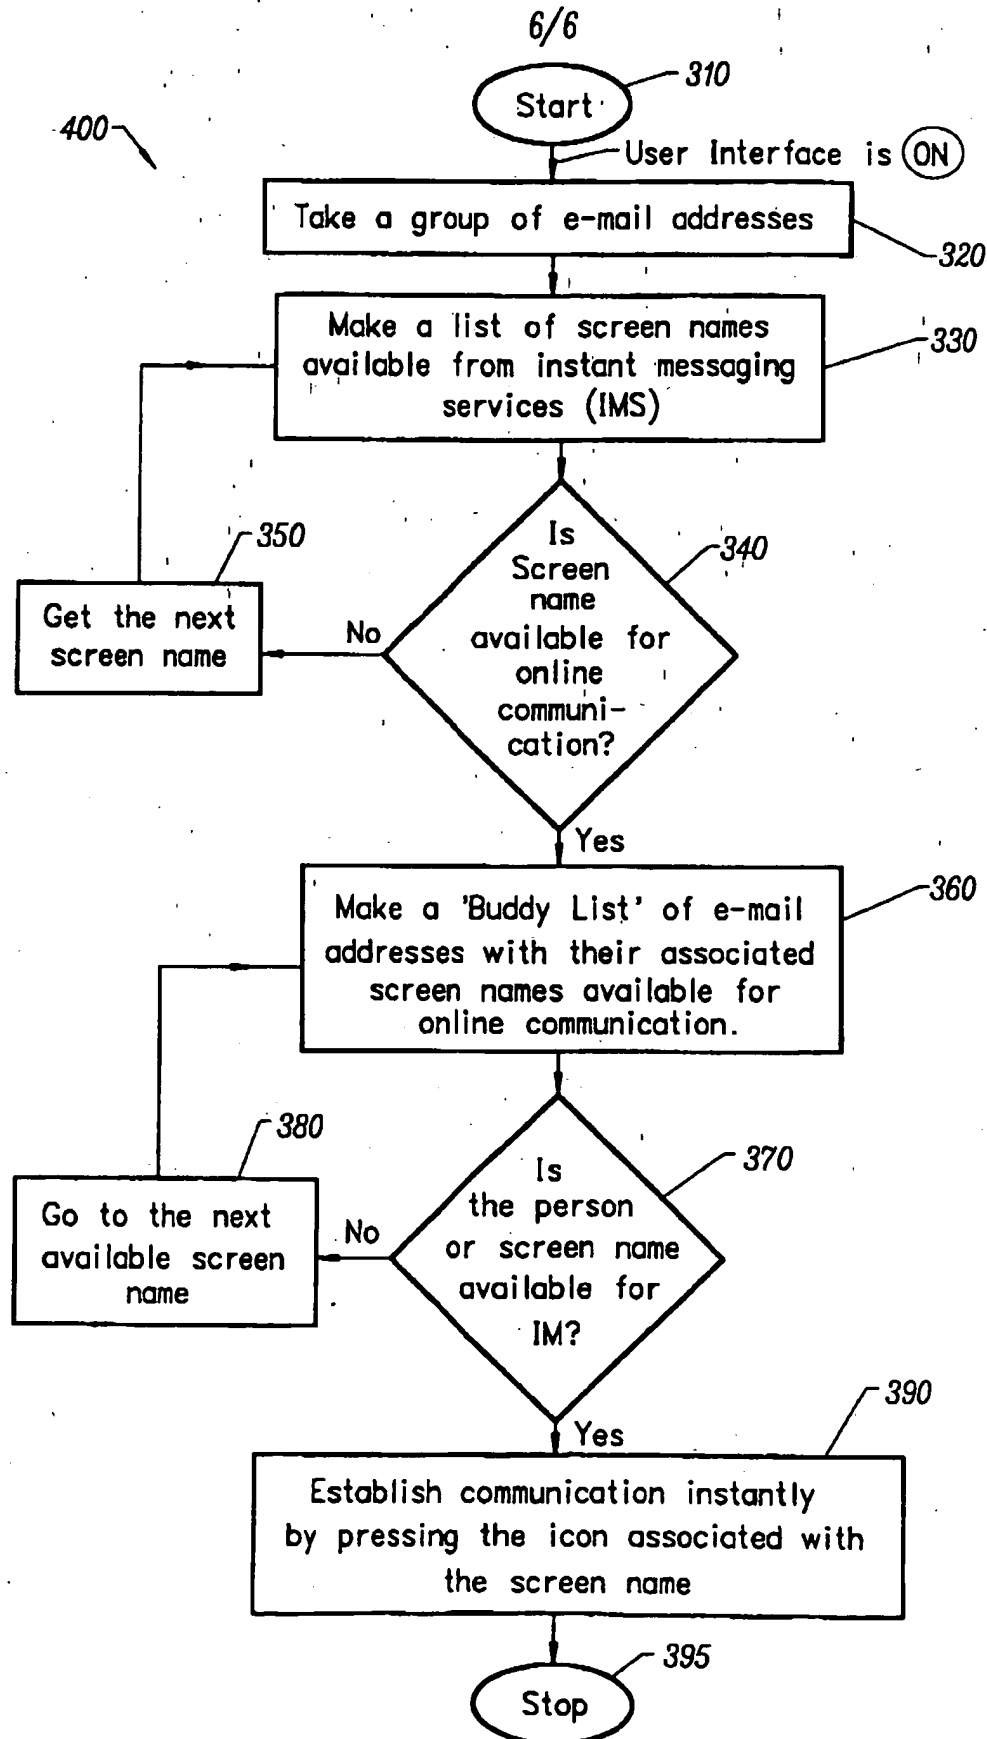 6/6
310
Start
400
User Interface is ON
Take a group of e-mail addresses
320
Make a list of screen names
available from instant messaging
services (IMS)
330
350
Get the next
screen name
No
Is
Screen
name
available for
online
communi-
cation?
340
Yes
360
Make a 'Buddy List' of e-mail
addresses with their associated
screen names available for
online communication.
380
Go to the next
available screen
name
No
Is
the person
or screen name
available for
IM?
370
Yes
390
Establish communication instantly
by pressing the icon associated with
the screen name
395
Stop